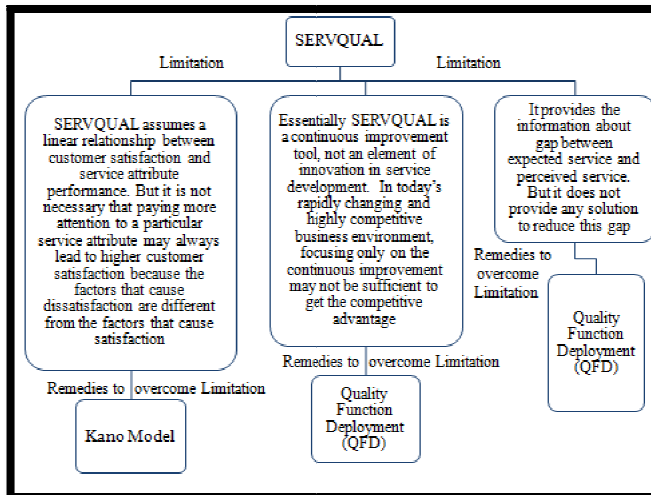 SERVQUAL
Limitation
Limitation
SERVQUAL assumes a
linear relationship between
customer satisfaction and
service attribute
performance. But it is not
necessary that paying more
attention to a particular
service attribute may always
lead to higher customer
satisfaction because the
factors that cause
dissatisfaction are different
from the factors that cause
satisfaction
Remedies to overcome Limitation
Kano Model
Essentially SERVQUAL is
a continuous improvement
tool, not an element of
innovation in service
development. In today's
rapidly changing and
highly competitive
business environment,
focusing only on the
continuous improvement
may not be sufficient to
get the competitive
advantage
Remedies to overcome Limitation
Quality
Function
Deployment
(QFD)
It provides the
information about
gap between
expected service and
perceived service.
But it does not
provide any solution
to reduce this gap
Remedies to
overcome
Limitation
Quality
Function
Deployment
(QFD)